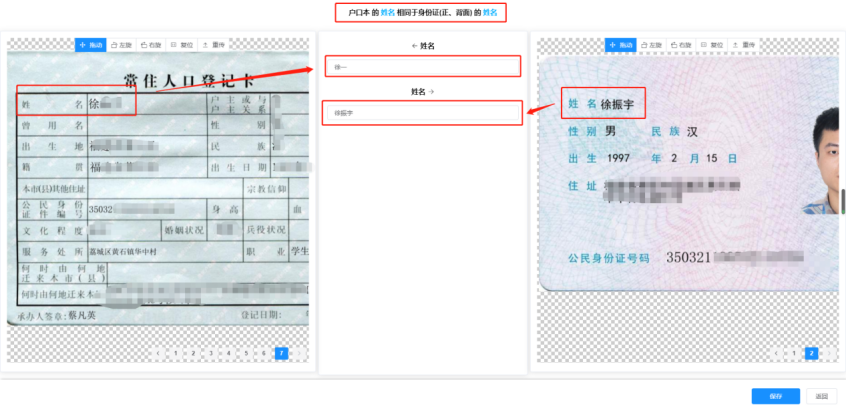 户口本 的 姓名 相同于身份证(正、背面) 的 姓名
拖动 左旋 右旋 复位 重传
常住人口登记卡
姓 名 徐
户主或与
户主关系
曾用名
性 别
出生地
民 族
籍 贯 福
出生日期
本市(县)其他住址
宗教信仰
公民身份
证件编号 35032
身高
文化程度
婚姻状况
兵役状况
服务处所 荔城区黄石镇华中村
职 业 学生
何时由何地
迁来本市(县)
何时由何地迁来本
承办人签章:蔡凡英
登记日期:
1 2 3 4 5 6 7
← 姓名
徐一
姓名 →
徐振宇
拖动 左旋 右旋 复位 重传
姓 名 徐振宇
性 别 男 民 族 汉
出 生 1997 年 2 月 15 日
住 址
公民身份证号码 350321
1 2
保存 返回